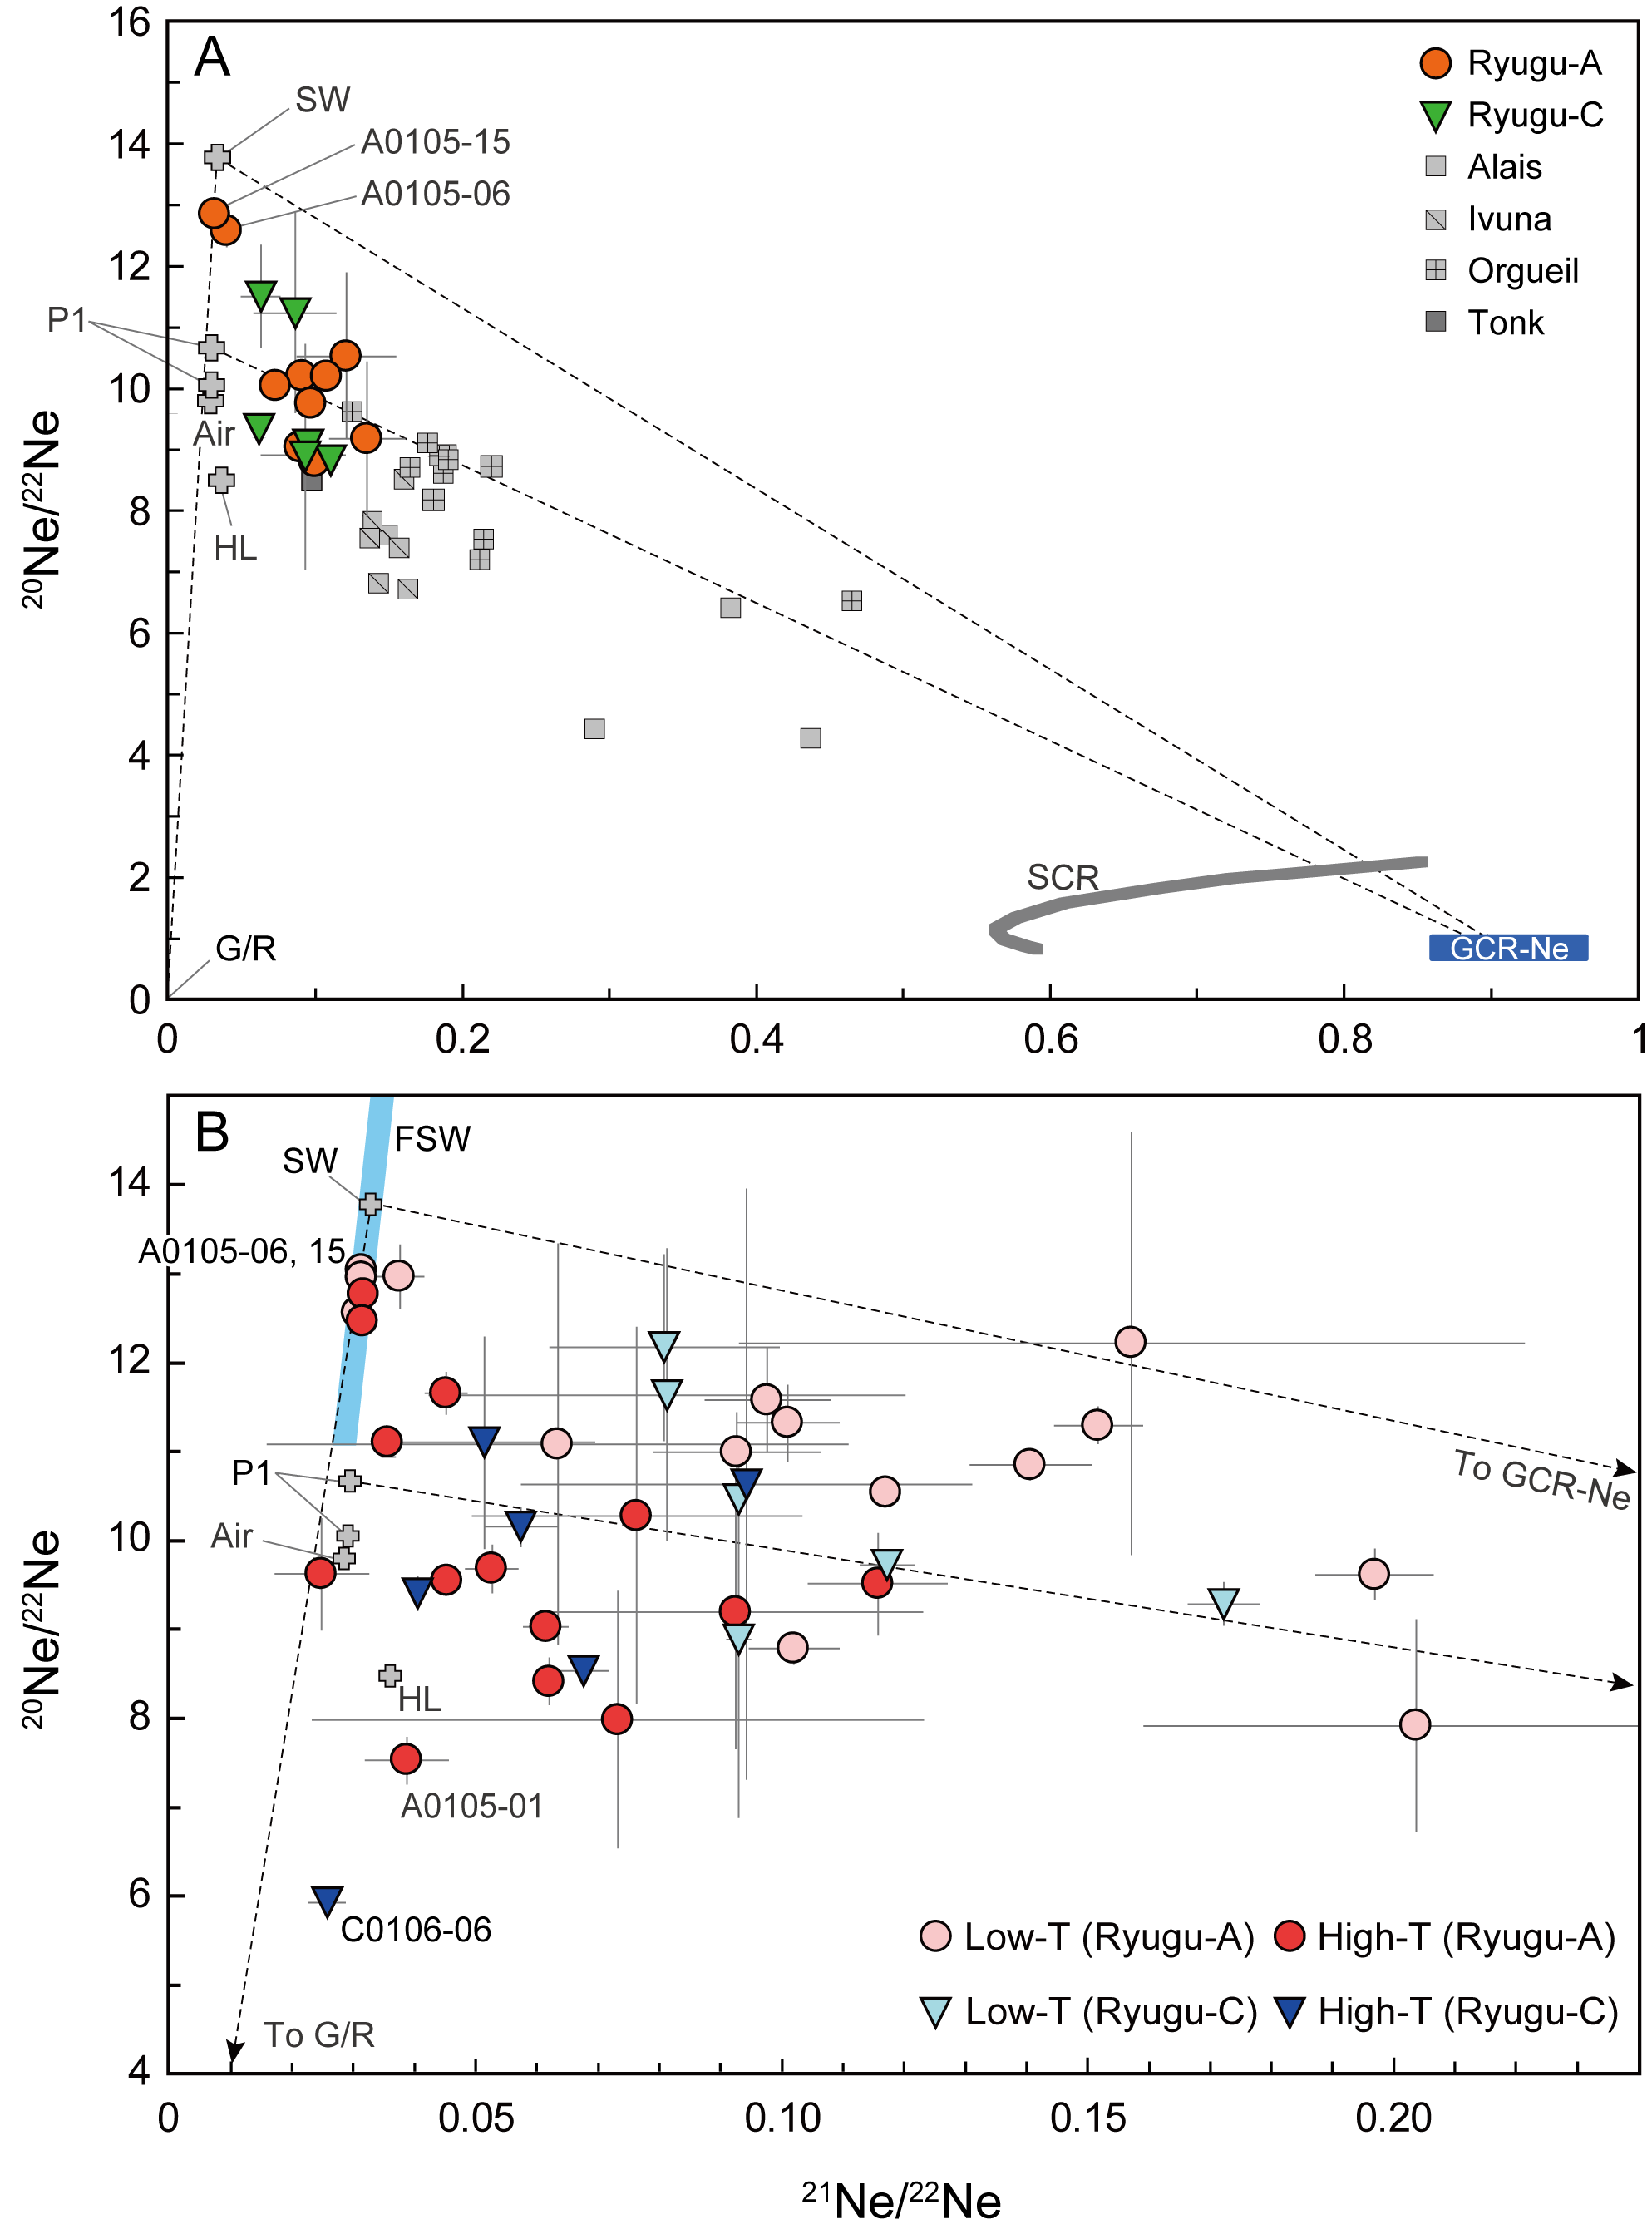 A
16
14
12
10
8
6
4
2
0
²⁰Ne/²²Ne
SW
A0105-15
A0105-06
P1
Air
HL
G/R
SCR
GCR-Ne
Ryugu-A
Ryugu-C
Alais
Ivuna
Orgueil
Tonk
0 0.2 0.4 0.6 0.8 1
B
14
12
10
8
6
4
²⁰Ne/²²Ne
FSW
SW
A0105-06, 15
P1
Air
HL
A0105-01
C0106-06
To GCR-Ne
To G/R
Low-T (Ryugu-A) High-T (Ryugu-A)
Low-T (Ryugu-C) High-T (Ryugu-C)
0 0.05 0.10 0.15 0.20
²¹Ne/²²Ne